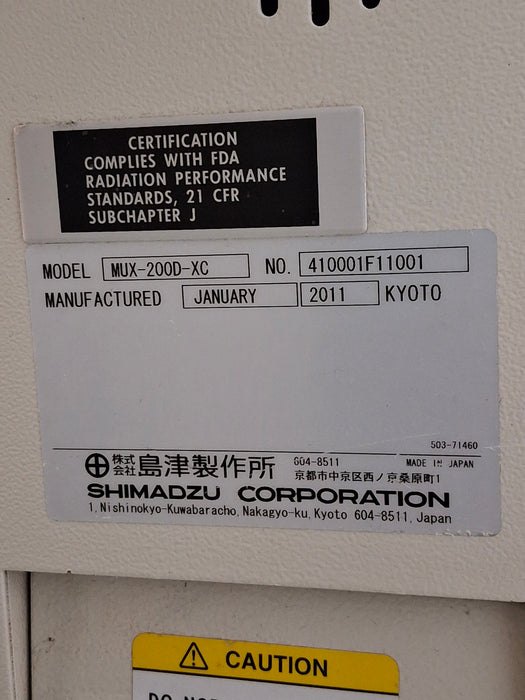 CERTIFICATION
COMPLIES WITH FDA
RADIATION PERFORMANCE
STANDARDS, 21 CFR
SUBCHAPTER J
MODEL MUX-200D-XC NO. 410001F11001
MANUFACTURED JANUARY 2011 KYOTO
503-71460
株式会社 島津製作所 604-8511 MADE IN JAPAN
京都市中京区西ノ京桑原町1
SHIMADZU CORPORATION
1, Nishinokyo-Kuwabaracho, Nakagyo-ku, Kyoto 604-8511, Japan
CAUTION
DO